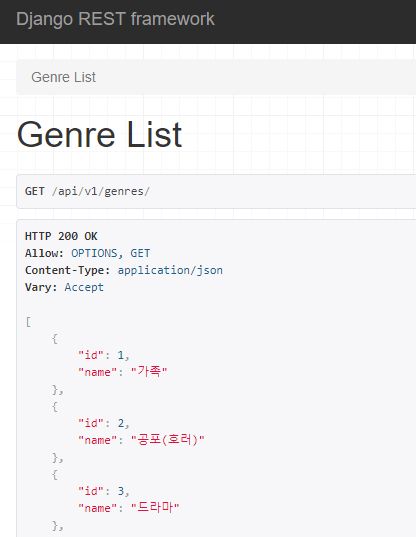 Django REST framework
Genre List
Genre List
GET /api/v1/genres/
HTTP 200 OK
Allow: OPTIONS, GET
Content-Type: application/json
Vary: Accept
[
    {
        "id": 1,
        "name": "가족"
    },
    {
        "id": 2,
        "name": "공포(호러)"
    },
    {
        "id": 3,
        "name": "드라마"
    },